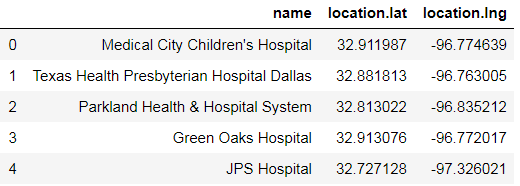 name location.lat location.lng
0 Medical City Children's Hospital 32.911987 -96.774639
1 Texas Health Presbyterian Hospital Dallas 32.881813 -96.763005
2 Parkland Health & Hospital System 32.813022 -96.835212
3 Green Oaks Hospital 32.913076 -96.772017
4 JPS Hospital 32.727128 -97.326021